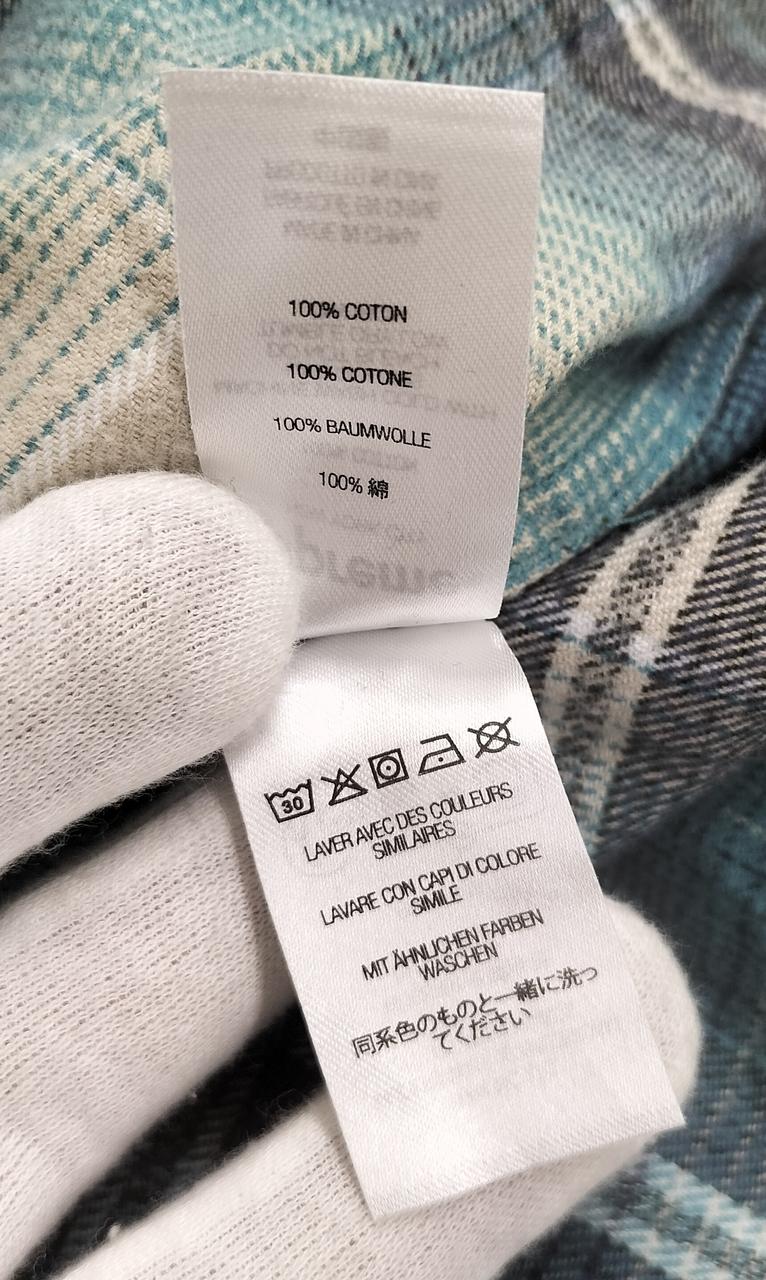 100% COTON
100% COTONE
100% BAUMWOLLE
100% 綿
30
LAVER AVEC DES COULEURS
SIMILAIRES
LAVARE CON CAPI DI COLORE
SIMILE
MIT ÄHNLICHEN FARBEN
WASCHEN
同系色のものと一緒に洗っ
てください